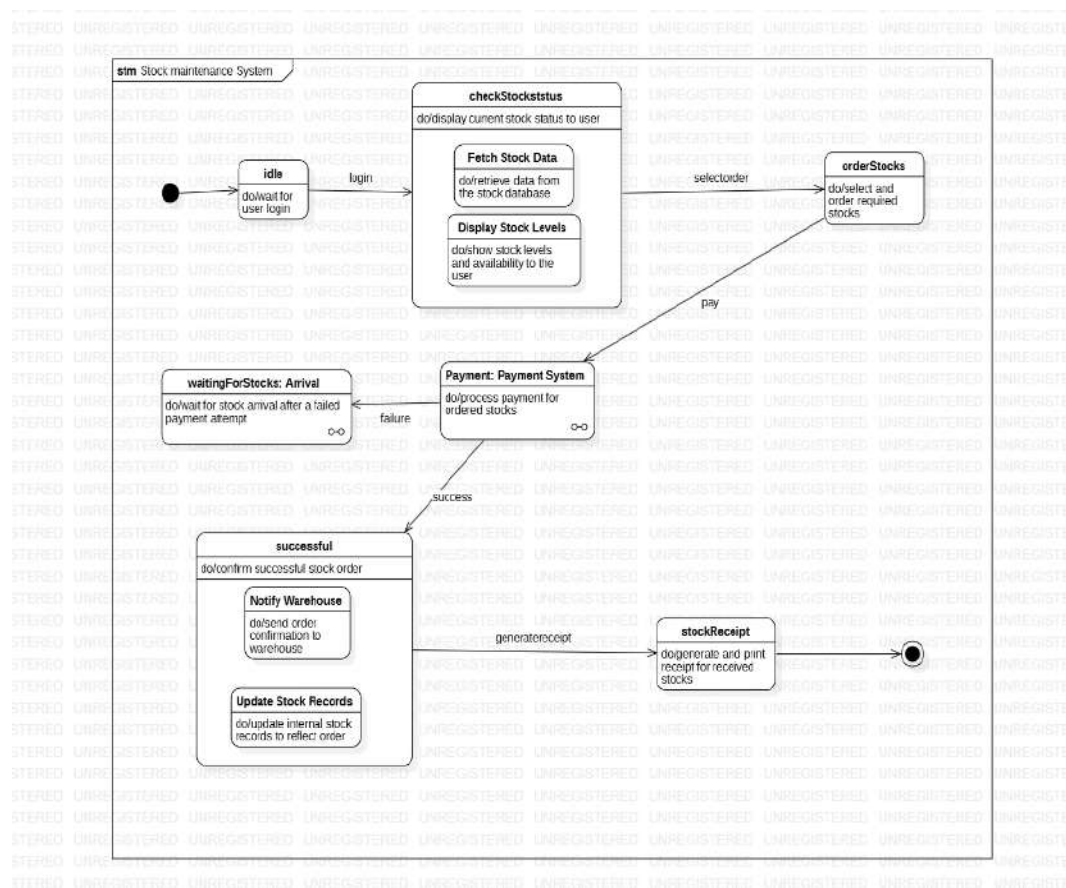 stm Stock maintenance System
checkStockststus
do/display current stock status to user
Fetch Stock Data
do/retrieve data from
the stock database
Display Stock Levels
do/show stock levels
and availability to the
user
idle
do/wait for
user login
login
selectorder
orderStocks
do/select and
order required
stocks
pay
waitingForStocks: Arrival
do/wait for stock arrival after a failed
payment attempt
failure
Payment: Payment System
do/process payment for
ordered stocks
success
successful
do/confirm successful stock order
Notify Warehouse
do/send order
confirmation to
warehouse
Update Stock Records
do/update internal stock
records to reflect order
generatereceipt
stockReceipt
do/generate and print
receipt for received
stocks
UNREGISTERED